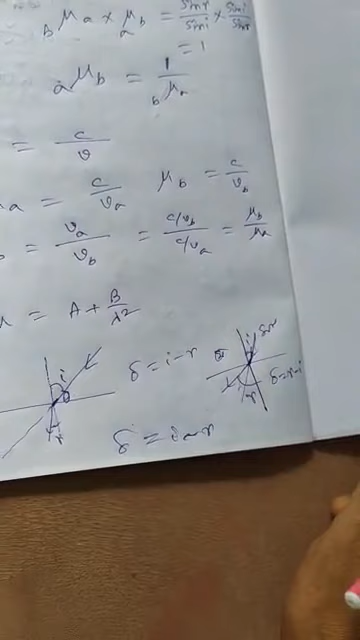 bμa × aμb = sin r/sin i × sin i/sin r
= 1
aμb = 1/bμa
= c/v
μa = c/va μb = c/vb
= va/vb = (c/vb)/(c/va) = μb/μa
= A + B/λ²
i δ = i - r i
r r δ = r - i
δ = i ~ r